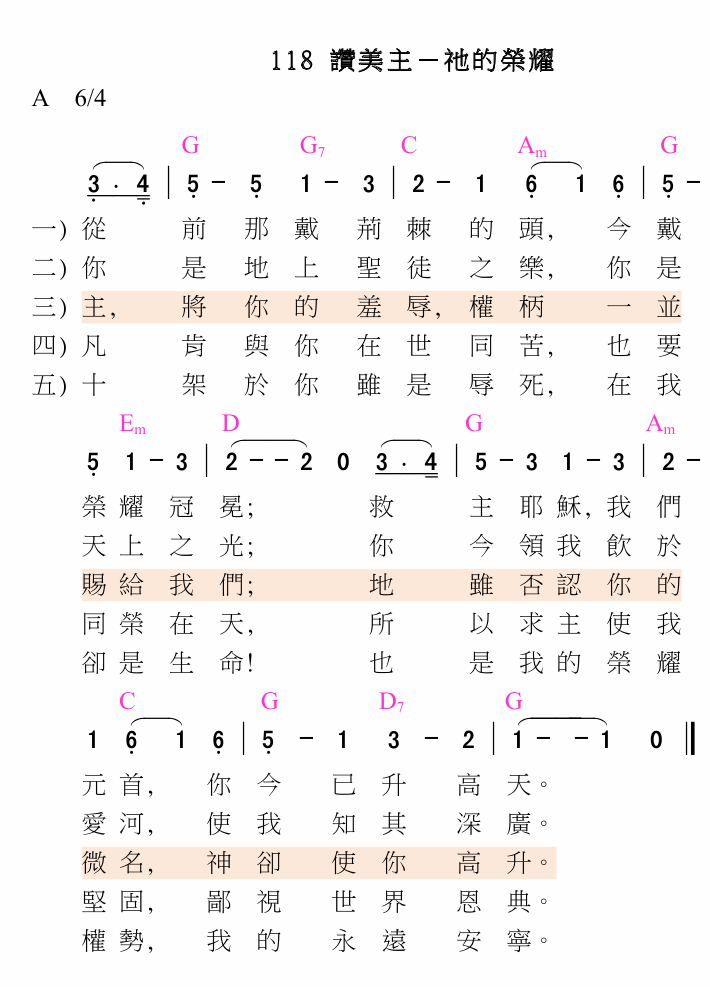 118 讚美主－祂的榮耀
A 6/4
G G7 C Am G
3 · 4 | 5 － 5 1 － 3 | 2 － 1 6 1 6 | 5 －
一) 從 前 那 戴 荊 棘 的 頭, 今 戴
二) 你 是 地 上 聖 徒 之 樂, 你 是
三) 主, 將 你 的 羞 辱, 權 柄 一 並
四) 凡 肯 與 你 在 世 同 苦, 也 要
五) 十 架 於 你 雖 是 辱 死, 在 我
Em D G Am
5 1 － 3 | 2 － － 2 0 3 · 4 | 5 － 3 1 － 3 | 2 －
榮 耀 冠 冕; 救 主 耶 穌, 我 們
天 上 之 光; 你 今 領 我 飲 於
賜 給 我 們; 地 雖 否 認 你 的
同 榮 在 天, 所 以 求 主 使 我
卻 是 生 命! 也 是 我 的 榮 耀
C G D7 G
1 6 1 6 | 5 － 1 3 － 2 | 1 － － 1 0 ‖
元 首, 你 今 已 升 高 天。
愛 河, 使 我 知 其 深 廣。
微 名, 神 卻 使 你 高 升。
堅 固, 鄙 視 世 界 恩 典。
權 勢, 我 的 永 遠 安 寧。